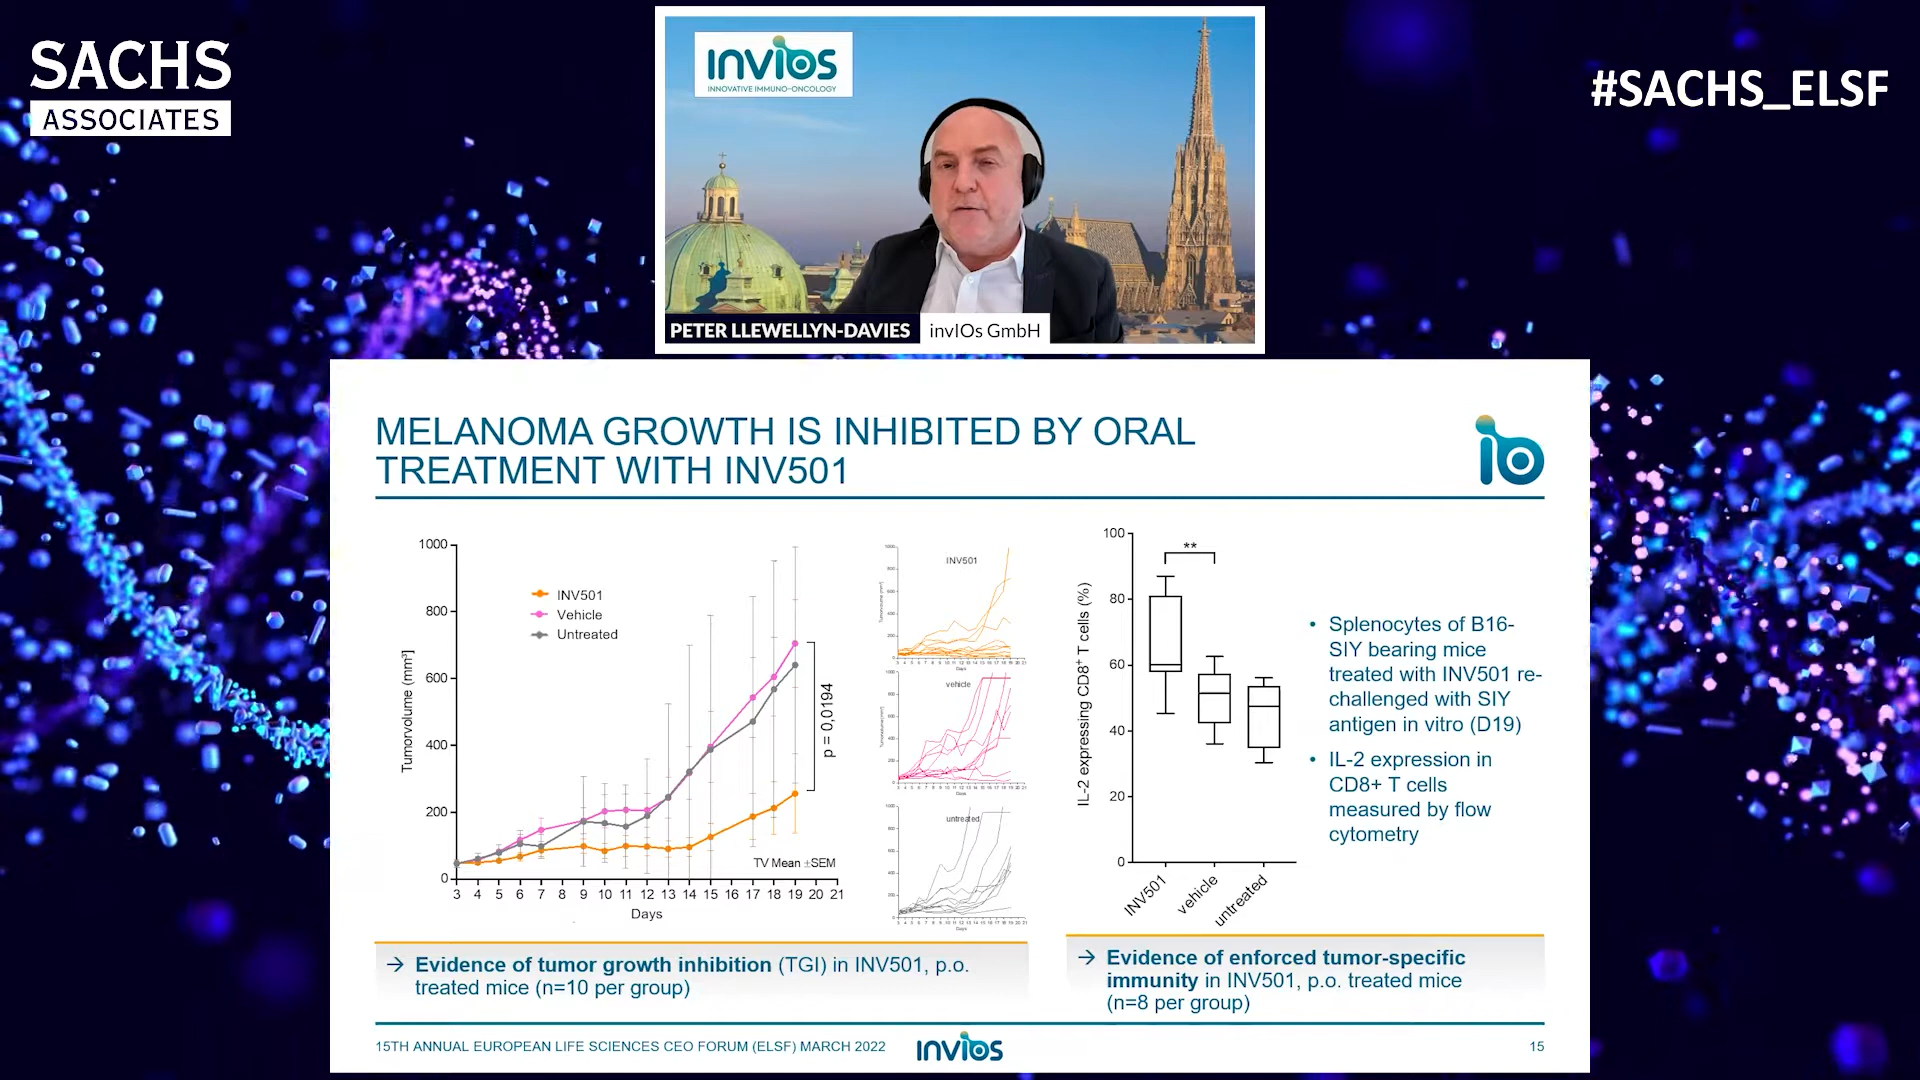 SACHS
ASSOCIATES
#SACHS_ELSF
INVIOS
INNOVATIVE IMMUNO-ONCOLOGY
PETER LLEWELLYN-DAVIES
invIOs GmbH
MELANOMA GROWTH IS INHIBITED BY ORAL
TREATMENT WITH INV501
io
1000
800
600
400
200
0
Tumorvolume (mm³)
INV501
Vehicle
Untreated
p = 0,0194
TV Mean ±SEM
3 4 5 6 7 8 9 10 11 12 13 14 15 16 17 18 19 20 21
Days
INV501
Days
vehicle
Days
untreated
Days
100
80
60
40
20
0
IL-2 expressing CD8⁺ T cells (%)
**
INV501
vehicle
untreated
• Splenocytes of B16-
SIY bearing mice
treated with INV501 re-
challenged with SIY
antigen in vitro (D19)
• IL-2 expression in
CD8+ T cells
measured by flow
cytometry
→ Evidence of tumor growth inhibition (TGI) in INV501, p.o.
treated mice (n=10 per group)
→ Evidence of enforced tumor-specific
immunity in INV501, p.o. treated mice
(n=8 per group)
15TH ANNUAL EUROPEAN LIFE SCIENCES CEO FORUM (ELSF) MARCH 2022
INVIOS
15